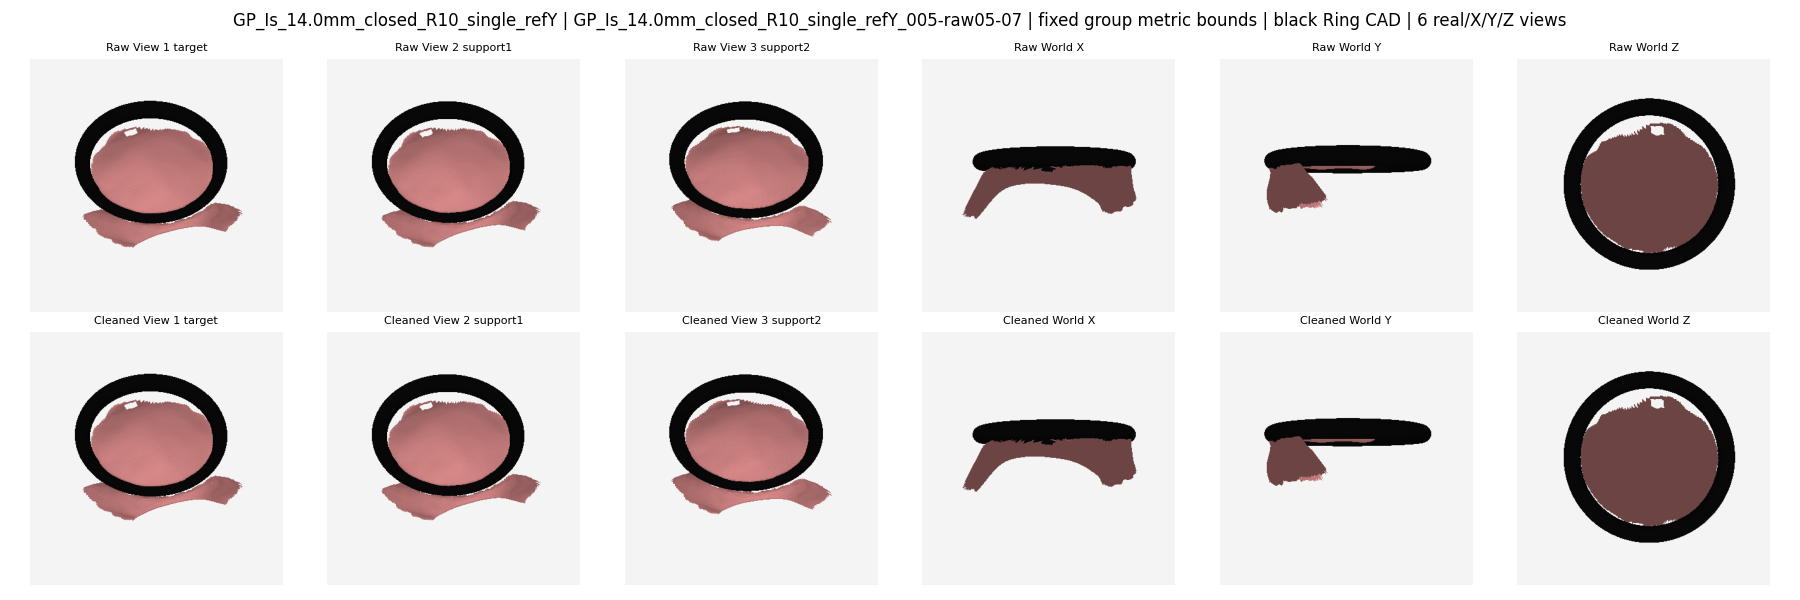 GP_Is_14.0mm_closed_R10_single_refY | GP_Is_14.0mm_closed_R10_single_refY_005-raw05-07 | fixed group metric bounds | black Ring CAD | 6 real/X/Y/Z views
Raw View 1 target
Raw View 2 support1
Raw View 3 support2
Raw World X
Raw World Y
Raw World Z
Cleaned View 1 target
Cleaned View 2 support1
Cleaned View 3 support2
Cleaned World X
Cleaned World Y
Cleaned World Z